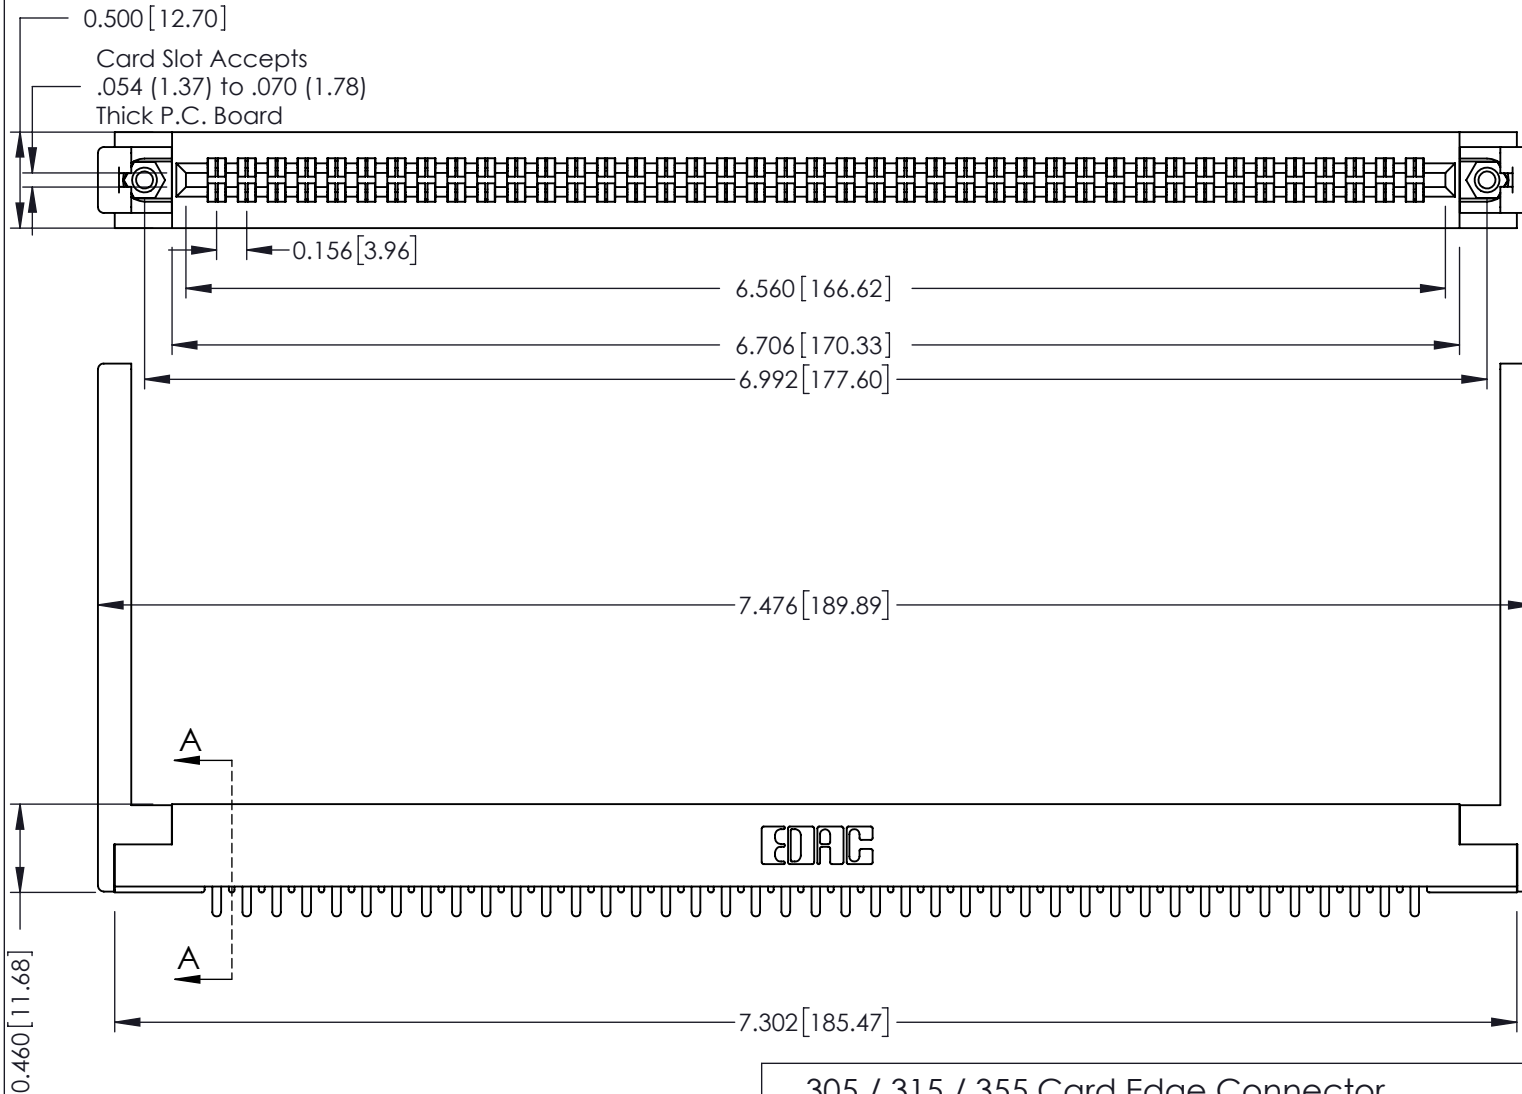 0.500[12.70]
Card Slot Accepts
.054 (1.37) to .070 (1.78)
Thick P.C. Board
0.156[3.96]
6.560[166.62]
6.706[170.33]
6.992[177.60]
7.476[189.89]
A
EDAC
A
0.460[11.68]
7.302[185.47]
305 / 315 / 355 Card Edge Connector